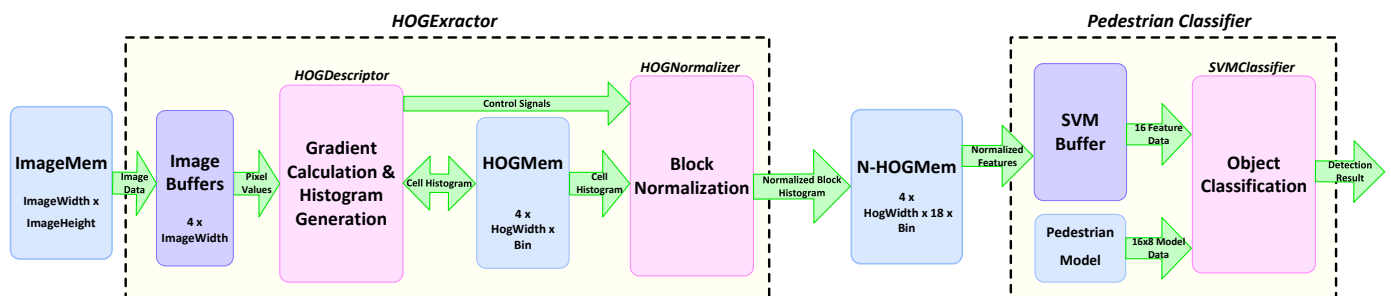 HOGExractor
Pedestrian Classifier
ImageMem
ImageWidth x
ImageHeight
Image
Data
Image
Buffers
4 x
ImageWidth
Pixel
Values
HOGDescriptor
Gradient
Calculation &
Histogram
Generation
Control Signals
Cell Histogram
HOGMem
4 x
HogWidth x
Bin
Cell
Histogram
HOGNormalizer
Block
Normalization
Normalized Block
Histogram
N-HOGMem
4 x
HogWidth x 18 x
Bin
Normalized
Features
SVM
Buffer
16 Feature
Data
Pedestrian
Model
16x8 Model
Data
SVMClassifier
Object
Classification
Detection
Result